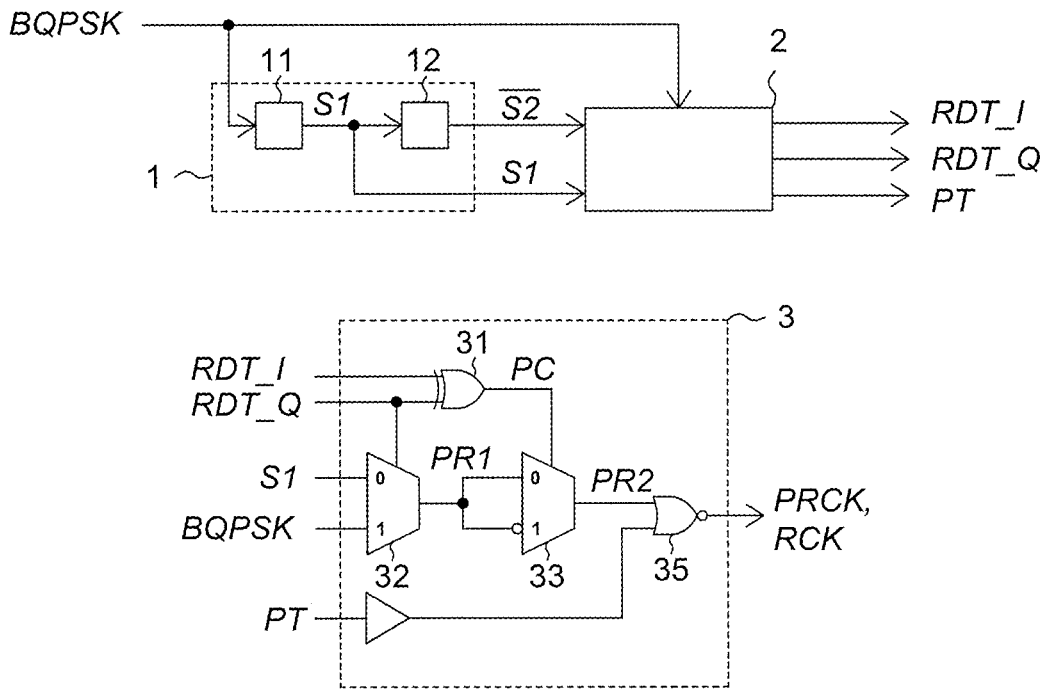 BQPSK
11
12
2
S1
S̅2̅
RDT_I
RDT_Q
1
S1
PT
3
31
RDT_I
PC
RDT_Q
S1
0
PR1
0
PR2
PRCK,
BQPSK
1
1
RCK
32
33
35
PT